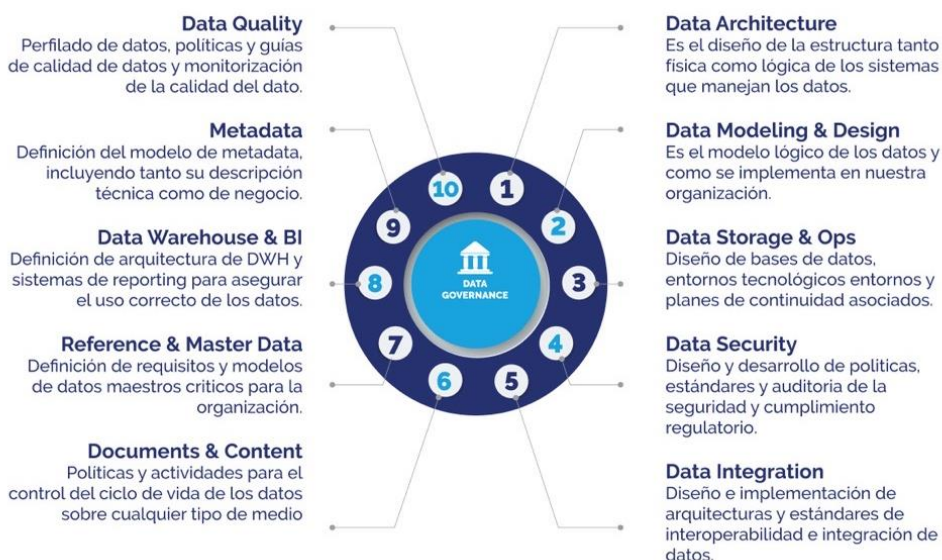 Data Quality
Perfilado de datos, políticas y guías
de calidad de datos y monitorización
de la calidad del dato.
Metadata
Definición del modelo de metadata,
incluyendo tanto su descripción
técnica como de negocio.
Data Warehouse & BI
Definición de arquitectura de DWH y
sistemas de reporting para asegurar
el uso correcto de los datos.
Reference & Master Data
Definición de requisitos y modelos
de datos maestros criticos para la
organización.
Documents & Content
Políticas y actividades para el
control del ciclo de vida de los datos
sobre cualquier tipo de medio
10
1
9
2
8
3
7
4
6
5
DATA
GOVERNANCE
Data Architecture
Es el diseño de la estructura tanto
física como lógica de los sistemas
que manejan los datos.
Data Modeling & Design
Es el modelo lógico de los datos y
como se implementa en nuestra
organización.
Data Storage & Ops
Diseño de bases de datos,
entornos tecnológicos entornos y
planes de continuidad asociados.
Data Security
Diseño y desarrollo de politicas,
estándares y auditoria de la
seguridad y cumplimiento
regulatorio.
Data Integration
Diseño e implementación de
arquitecturas y estándares de
interoperabilidad e integración de
datos.